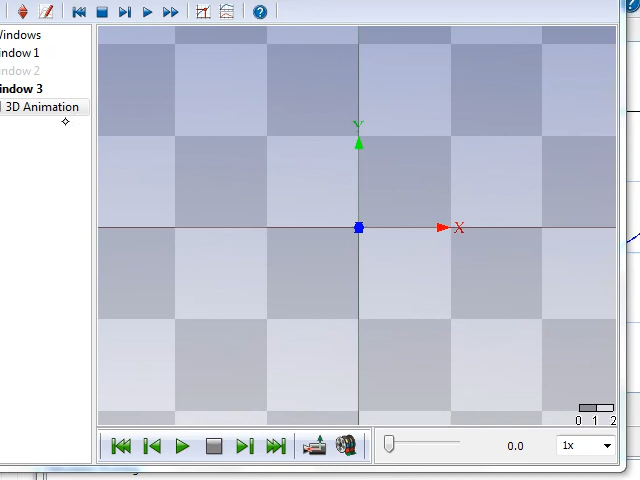 Windows
indow 1
indow 2
indow 3
3D Animation
Y
X
0 1 2
0.0
1x